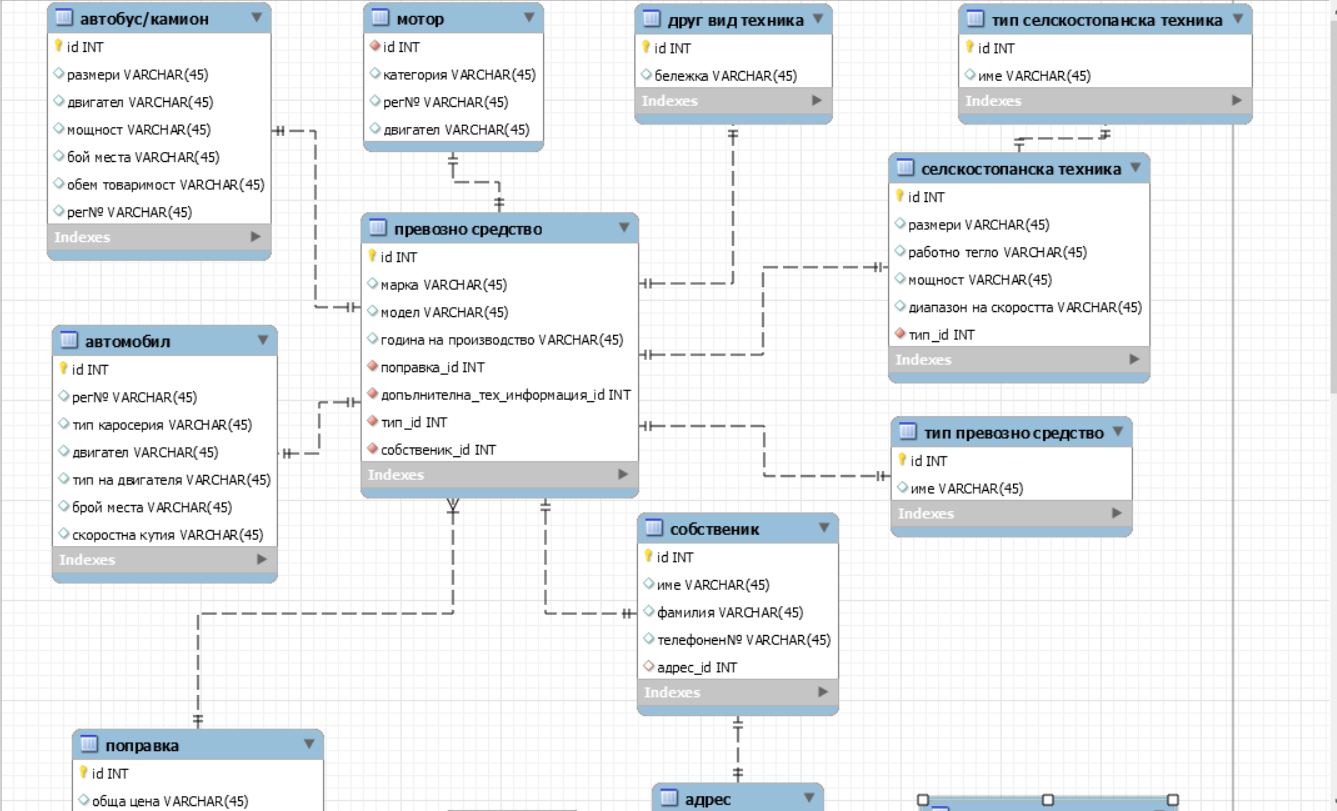 автобус/камион
id INT
размери VARCHAR(45)
двигател VARCHAR(45)
мощност VARCHAR(45)
бой места VARCHAR(45)
обем товаримост VARCHAR(45)
рег№ VARCHAR(45)
Indexes
мотор
id INT
категория VARCHAR(45)
рег№ VARCHAR(45)
двигател VARCHAR(45)
друг вид техника
id INT
бележка VARCHAR(45)
Indexes
тип селскостопанска техника
id INT
име VARCHAR(45)
Indexes
селскостопанска техника
id INT
размери VARCHAR(45)
работно тегло VARCHAR(45)
мощност VARCHAR(45)
диапазон на скоростта VARCHAR(45)
тип_id INT
Indexes
превозно средство
id INT
марка VARCHAR(45)
модел VARCHAR(45)
година на производство VARCHAR(45)
поправка_id INT
допълнителна_тех_информация_id INT
тип_id INT
собственик_id INT
Indexes
автомобил
id INT
рег№ VARCHAR(45)
тип каросерия VARCHAR(45)
двигател VARCHAR(45)
тип на двигателя VARCHAR(45)
брой места VARCHAR(45)
скоростна кутия VARCHAR(45)
Indexes
тип превозно средство
id INT
име VARCHAR(45)
Indexes
собственик
id INT
име VARCHAR(45)
фамилия VARCHAR(45)
телефонен№ VARCHAR(45)
адрес_id INT
Indexes
поправка
id INT
обща цена VARCHAR(45)
адрес